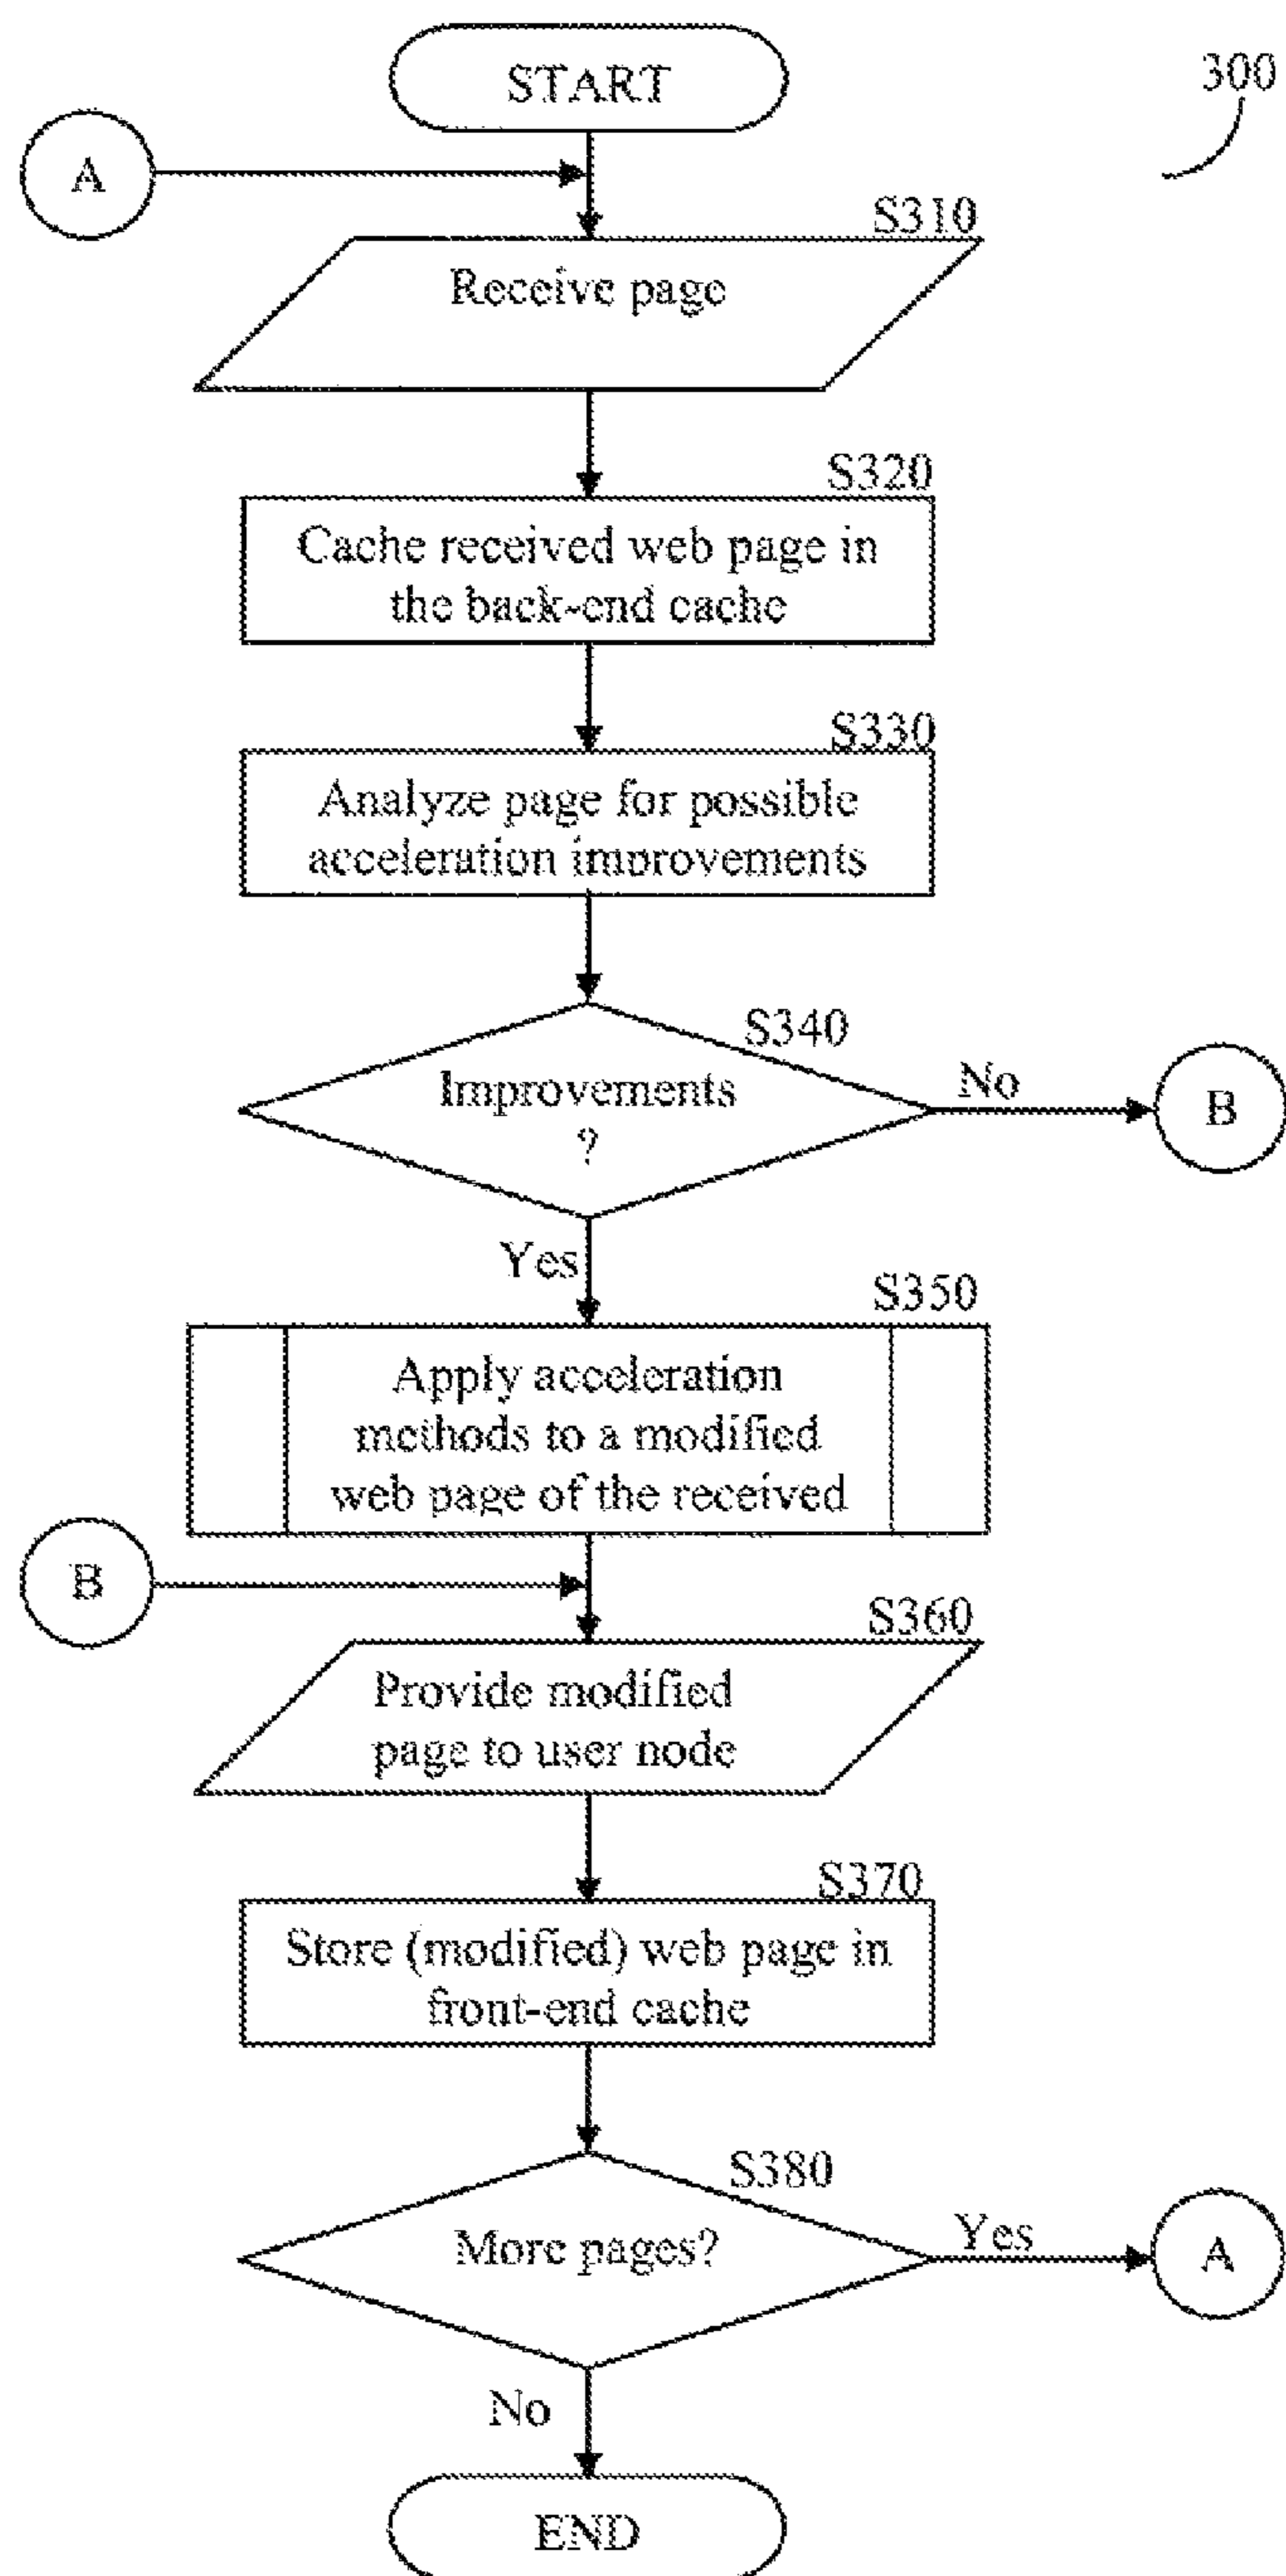 START
300
A
S310
Receive page
S320
Cache received web page in
the back-end cache
S330
Analyze page for possible
acceleration improvements
S340
Improvements
?
No
B
Yes
S350
Apply acceleration
methods to a modified
web page of the received
B
S360
Provide modified
page to user node
S370
Store (modified) web page in
front-end cache
S380
More pages?
Yes
A
No
END